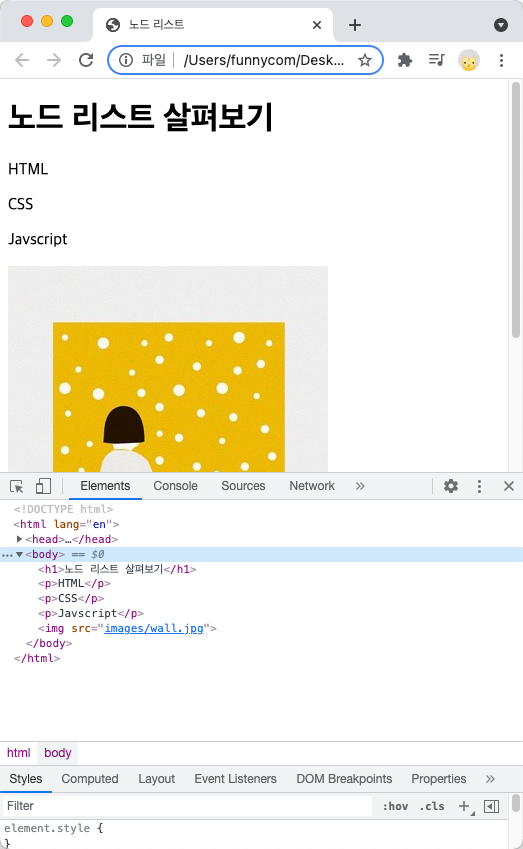 노드 리스트
파일 /Users/funnycom/Desk...
노드 리스트 살펴보기
HTML
CSS
Javscript
Elements Console Sources Network »
<!DOCTYPE html>
<html lang="en">
<head>…</head>
<body> == $0
<h1>노드 리스트 살펴보기</h1>
<p>HTML</p>
<p>CSS</p>
<p>Javscript</p>
<img src="images/wall.jpg">
</body>
</html>
html body
Styles Computed Layout Event Listeners DOM Breakpoints Properties »
Filter :hov .cls +
element.style {
}